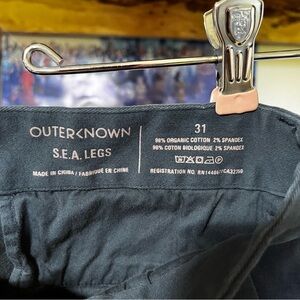 OUTERKNOWN
S.E.A. LEGS
MADE IN CHINA / FABRIQUÉ EN CHINE
31
98% ORGANIC COTTON 2% SPANDEX
98% COTON BIOLOGIQUE 2% SPANDEX
REGISTRATION NO.